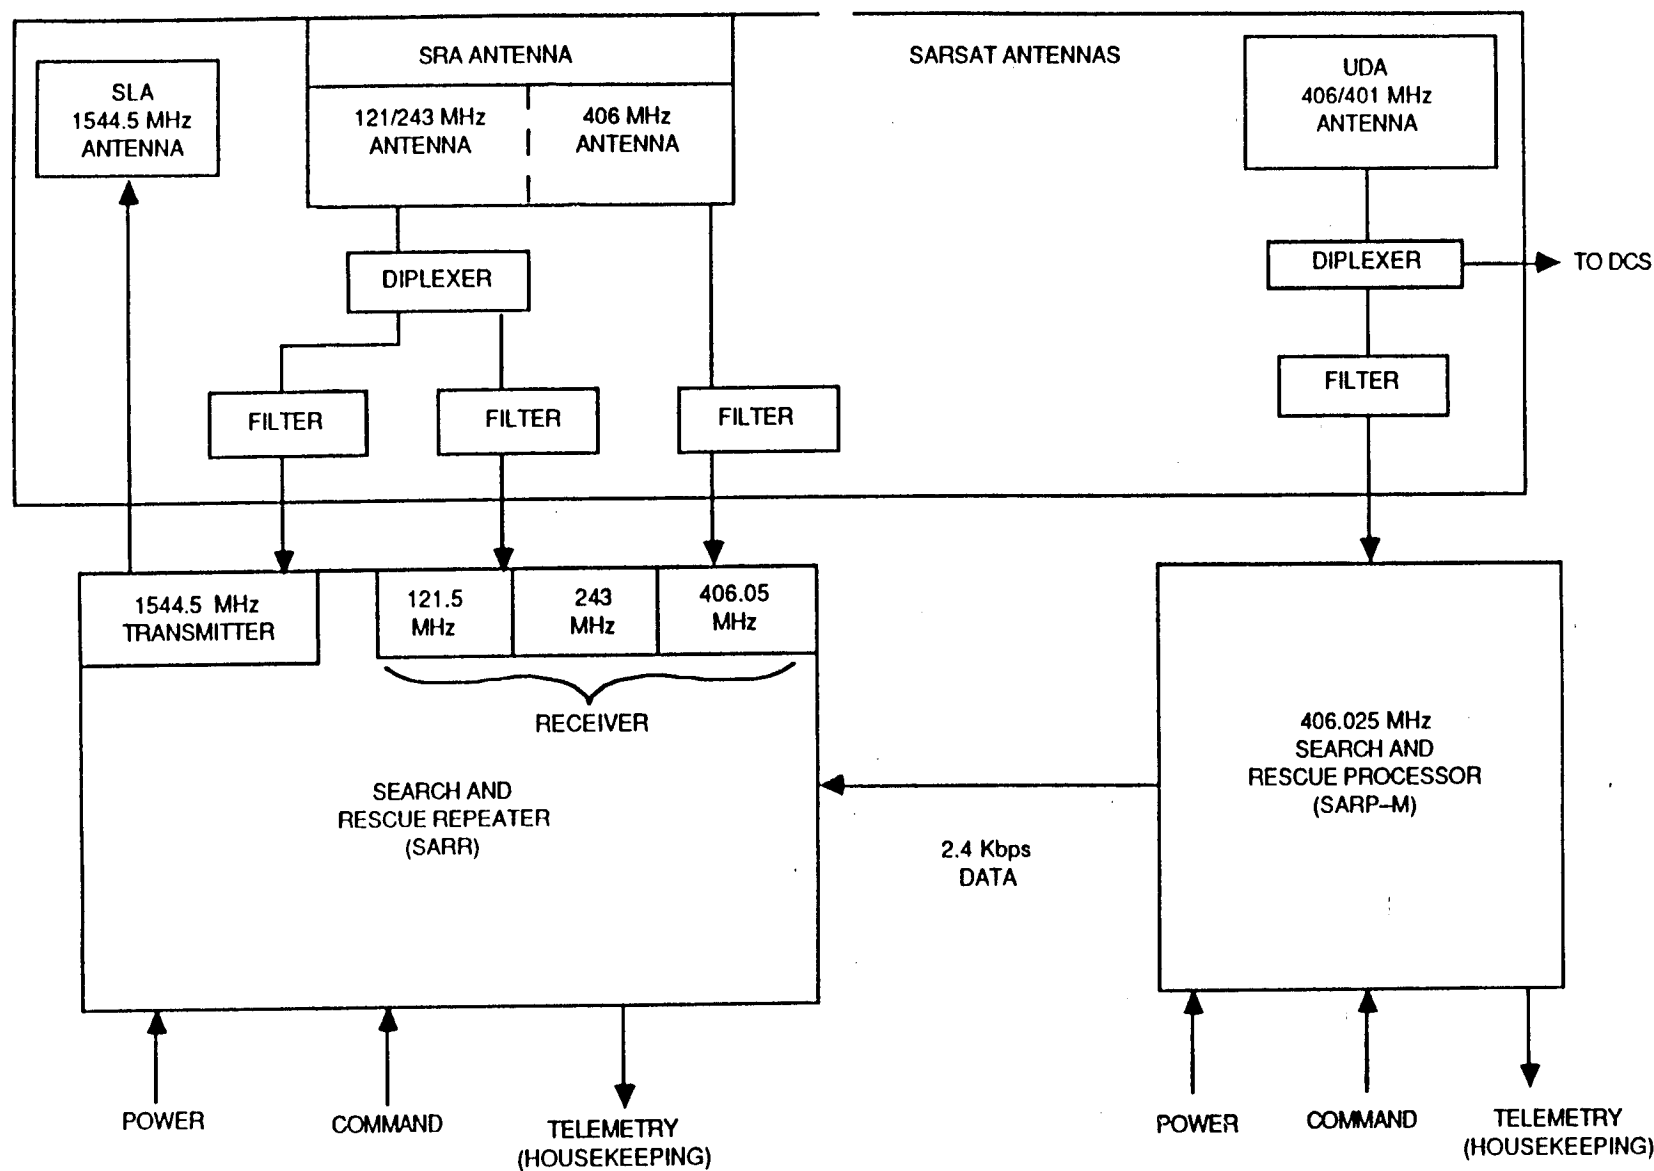 SRA ANTENNA
SARSAT ANTENNAS
SLA
1544.5 MHz
ANTENNA
121/243 MHz
ANTENNA
406 MHz
ANTENNA
UDA
406/401 MHz
ANTENNA
DIPLEXER
DIPLEXER
TO DCS
FILTER
FILTER
FILTER
FILTER
1544.5 MHz
TRANSMITTER
121.5
MHz
243
MHz
406.05
MHz
RECEIVER
SEARCH AND
RESCUE REPEATER
(SARR)
2.4 Kbps
DATA
406.025 MHz
SEARCH AND
RESCUE PROCESSOR
(SARP-M)
POWER
COMMAND
TELEMETRY
(HOUSEKEEPING)
POWER
COMMAND
TELEMETRY
(HOUSEKEEPING)